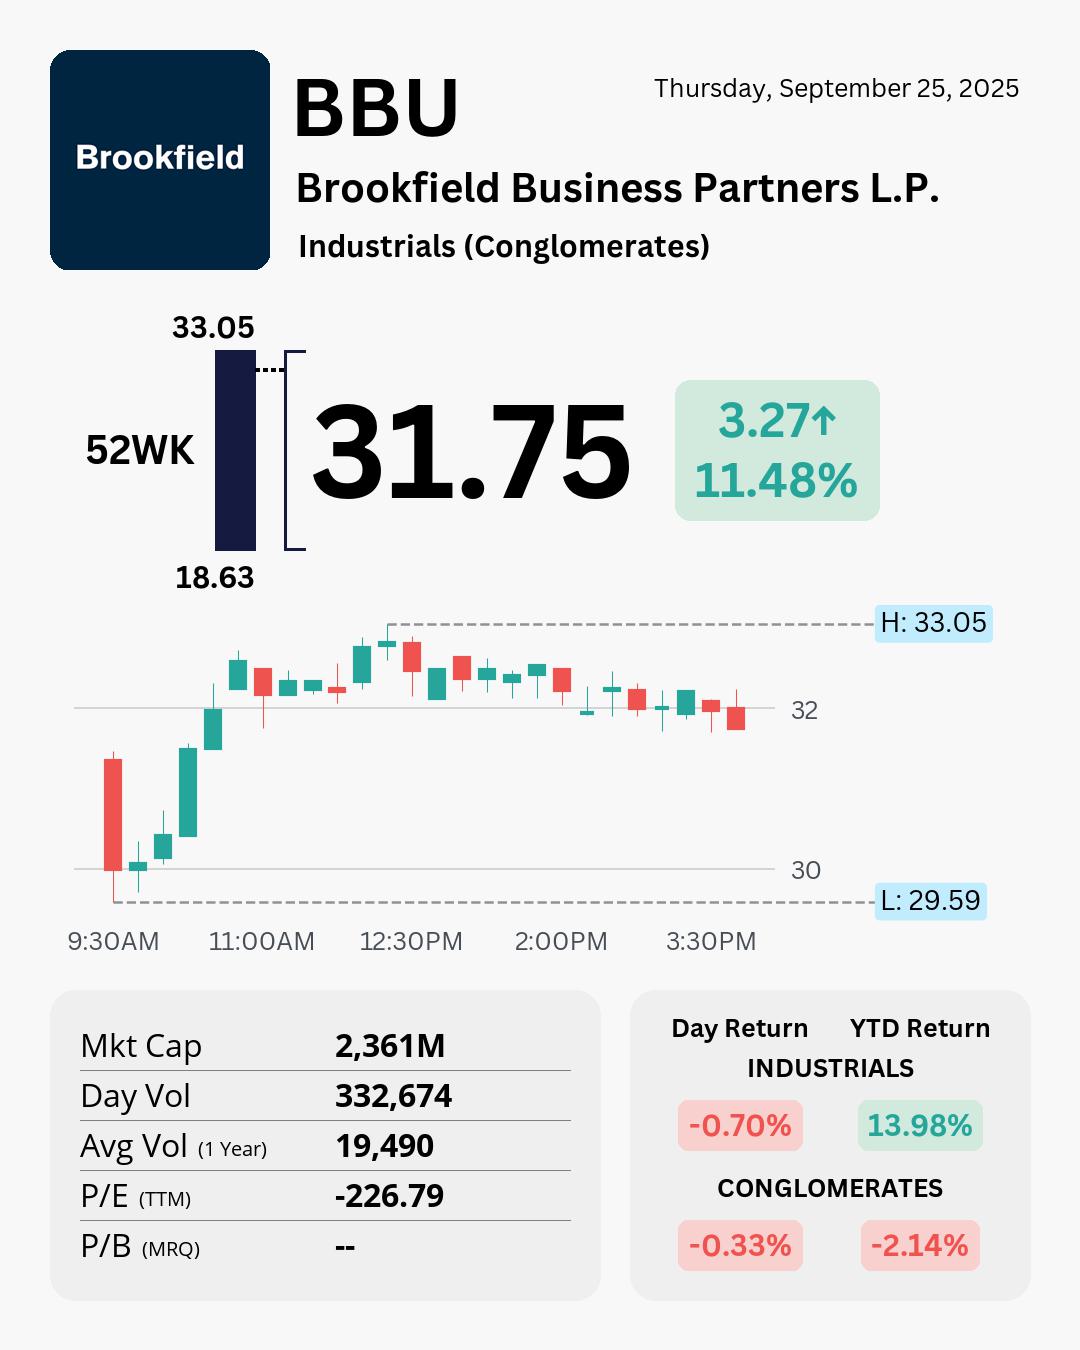 Brookfield
BBU
Thursday, September 25, 2025
Brookfield Business Partners L.P.
Industrials (Conglomerates)
33.05
52WK
18.63
31.75
3.27↑
11.48%
H: 33.05
32
30
L: 29.59
9:30AM 11:00AM 12:30PM 2:00PM 3:30PM
Mkt Cap 2,361M
Day Vol 332,674
Avg Vol (1 Year) 19,490
P/E (TTM) -226.79
P/B (MRQ) --
Day Return YTD Return
INDUSTRIALS
-0.70% 13.98%
CONGLOMERATES
-0.33% -2.14%